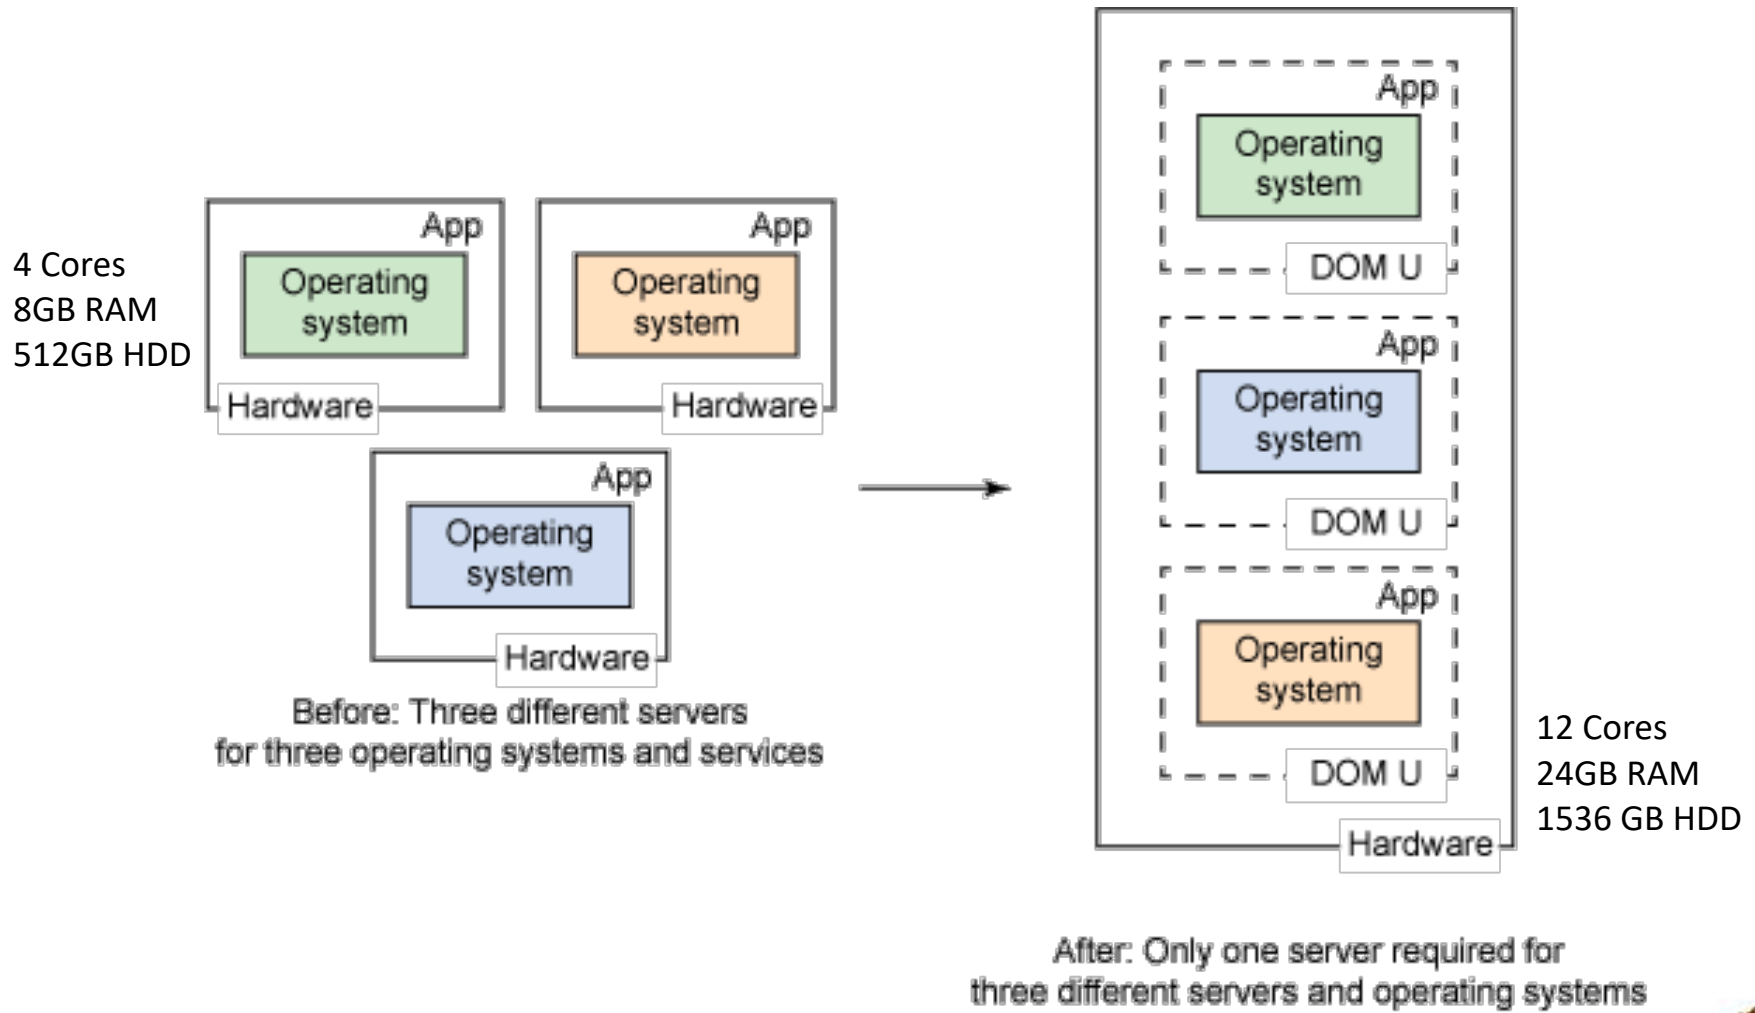 4 Cores
8GB RAM
512GB HDD
App
Operating
system
Hardware
App
Operating
system
Hardware
App
Operating
system
Hardware
Before: Three different servers
for three operating systems and services
App
Operating
system
DOM U
App
Operating
system
DOM U
App
Operating
system
DOM U
Hardware
12 Cores
24GB RAM
1536 GB HDD
After: Only one server required for
three different servers and operating systems